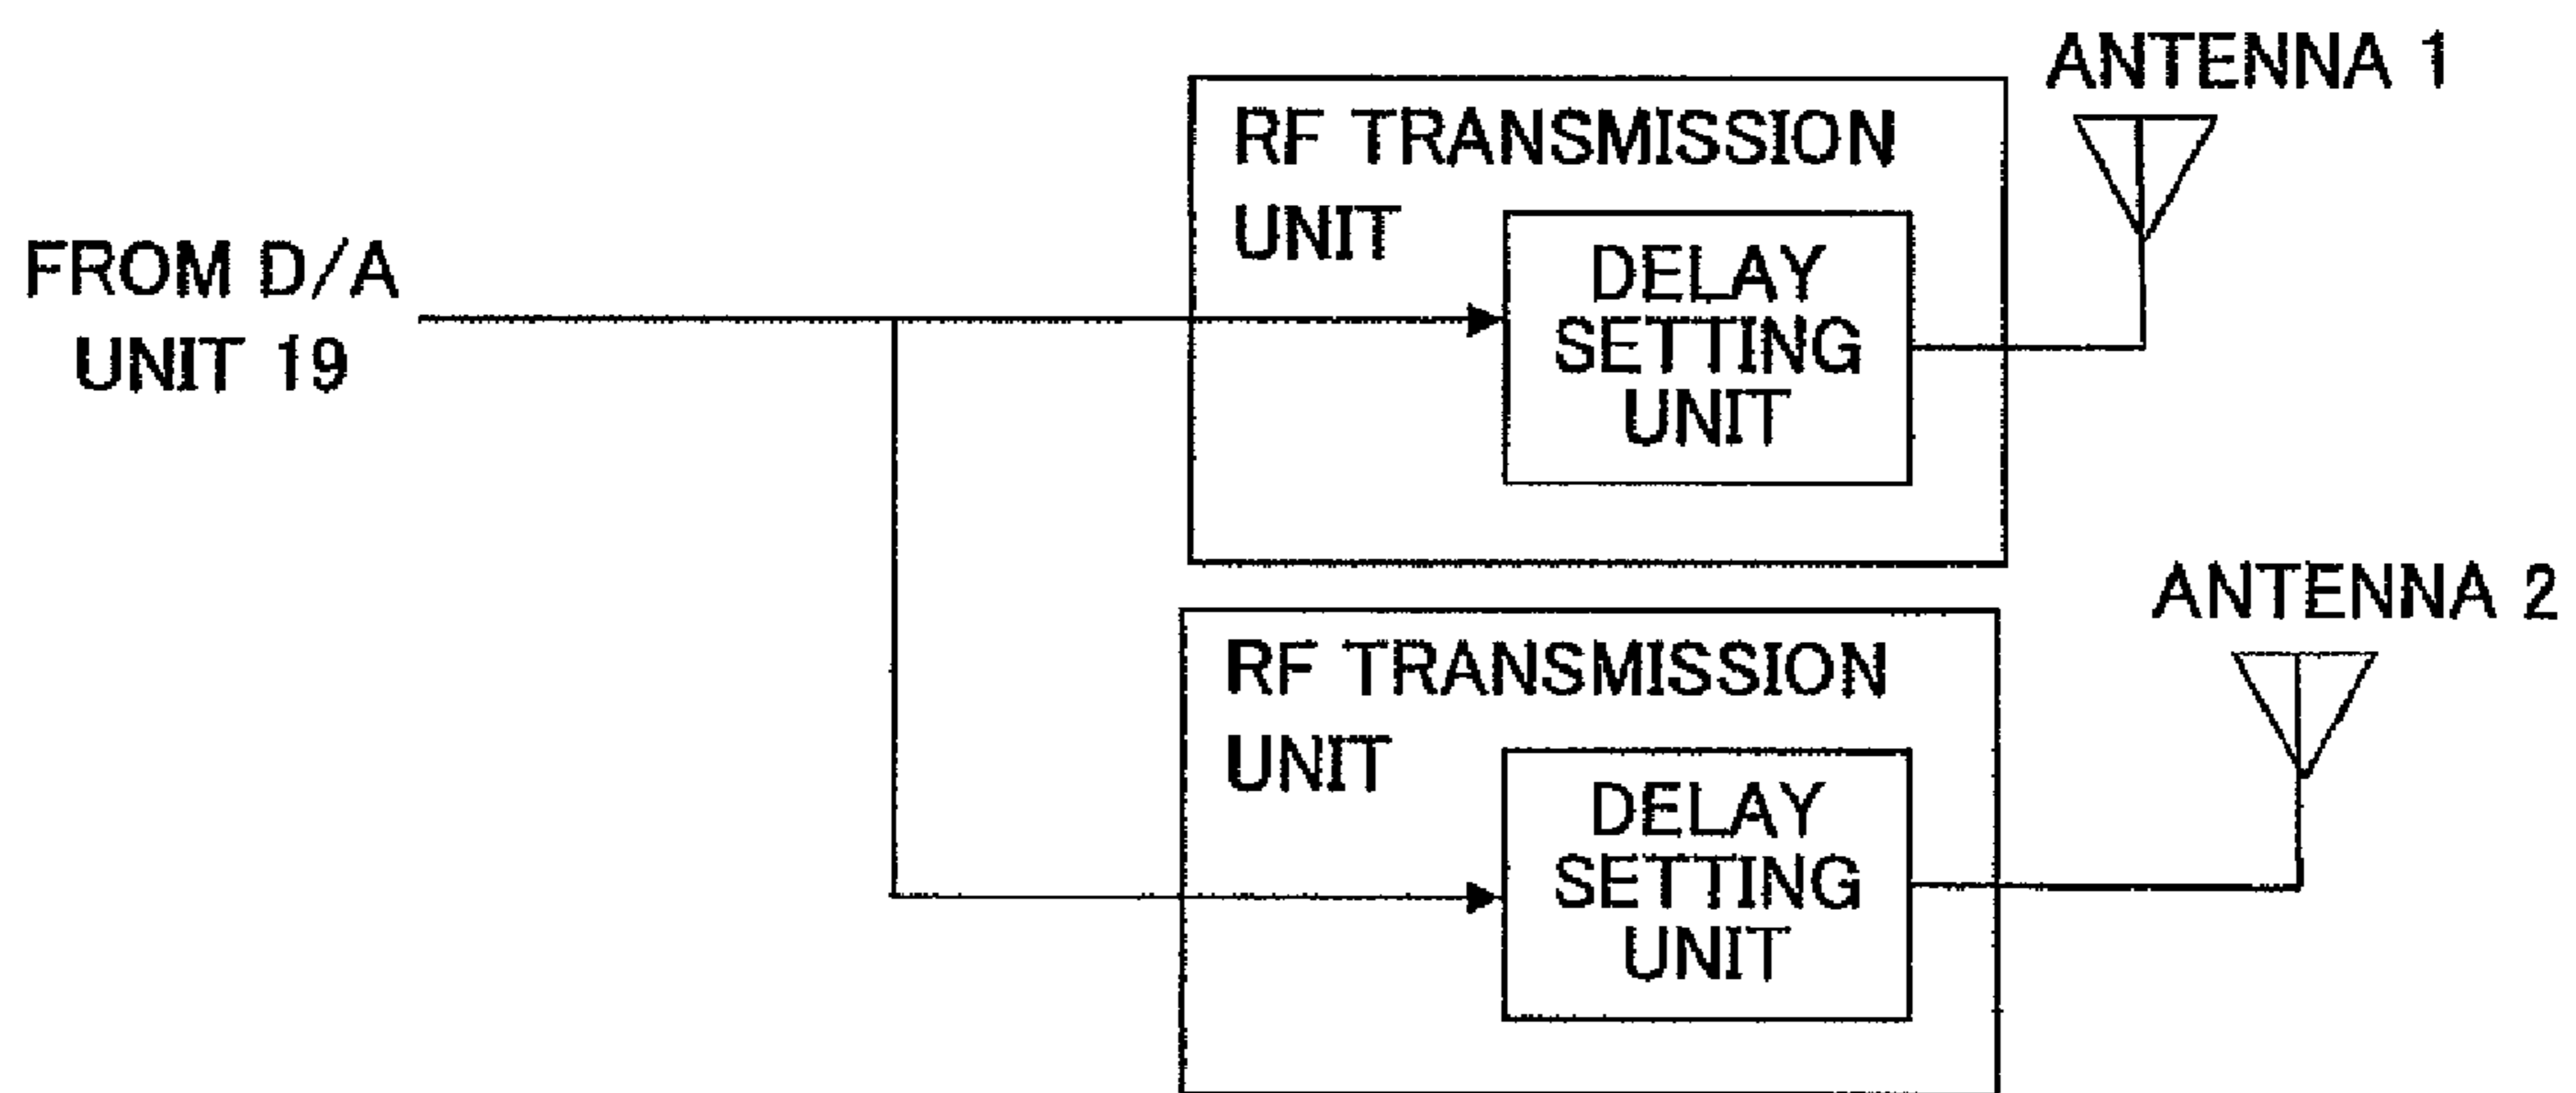 FROM D/A
UNIT 19
RF TRANSMISSION
UNIT
DELAY
SETTING
UNIT
ANTENNA 1
RF TRANSMISSION
UNIT
DELAY
SETTING
UNIT
ANTENNA 2